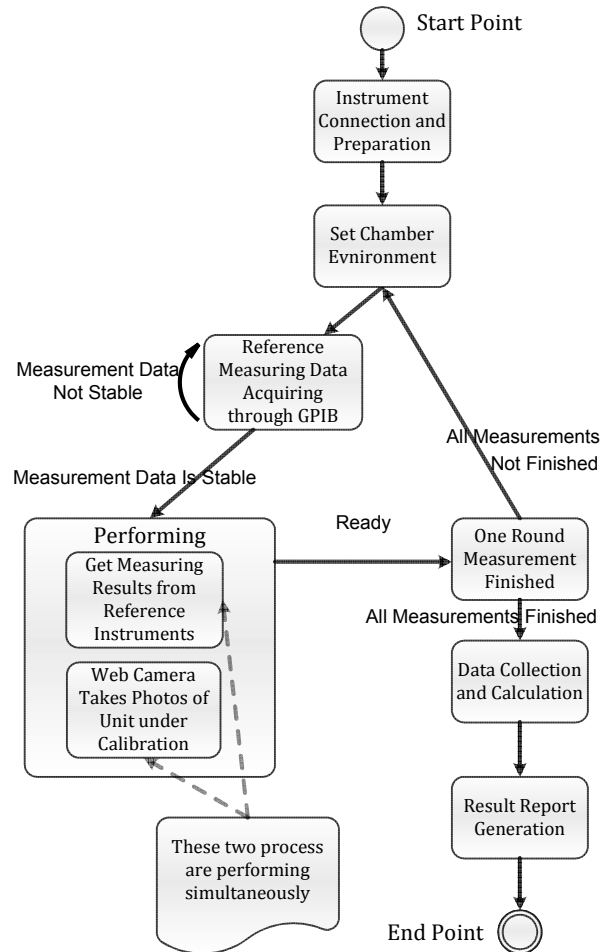 Start Point
Instrument
Connection and
Preparation
Set Chamber
Evnironment
Reference
Measuring Data
Acquiring
through GPIB
Measurement Data
Not Stable
All Measurements
Not Finished
Measurement Data Is Stable
Performing
Get Measuring
Results from
Reference
Instruments
Web Camera
Takes Photos of
Unit under
Calibration
Ready
One Round
Measurement
Finished
All Measurements Finished
Data Collection
and Calculation
Result Report
Generation
These two process
are performing
simultaneously
End Point